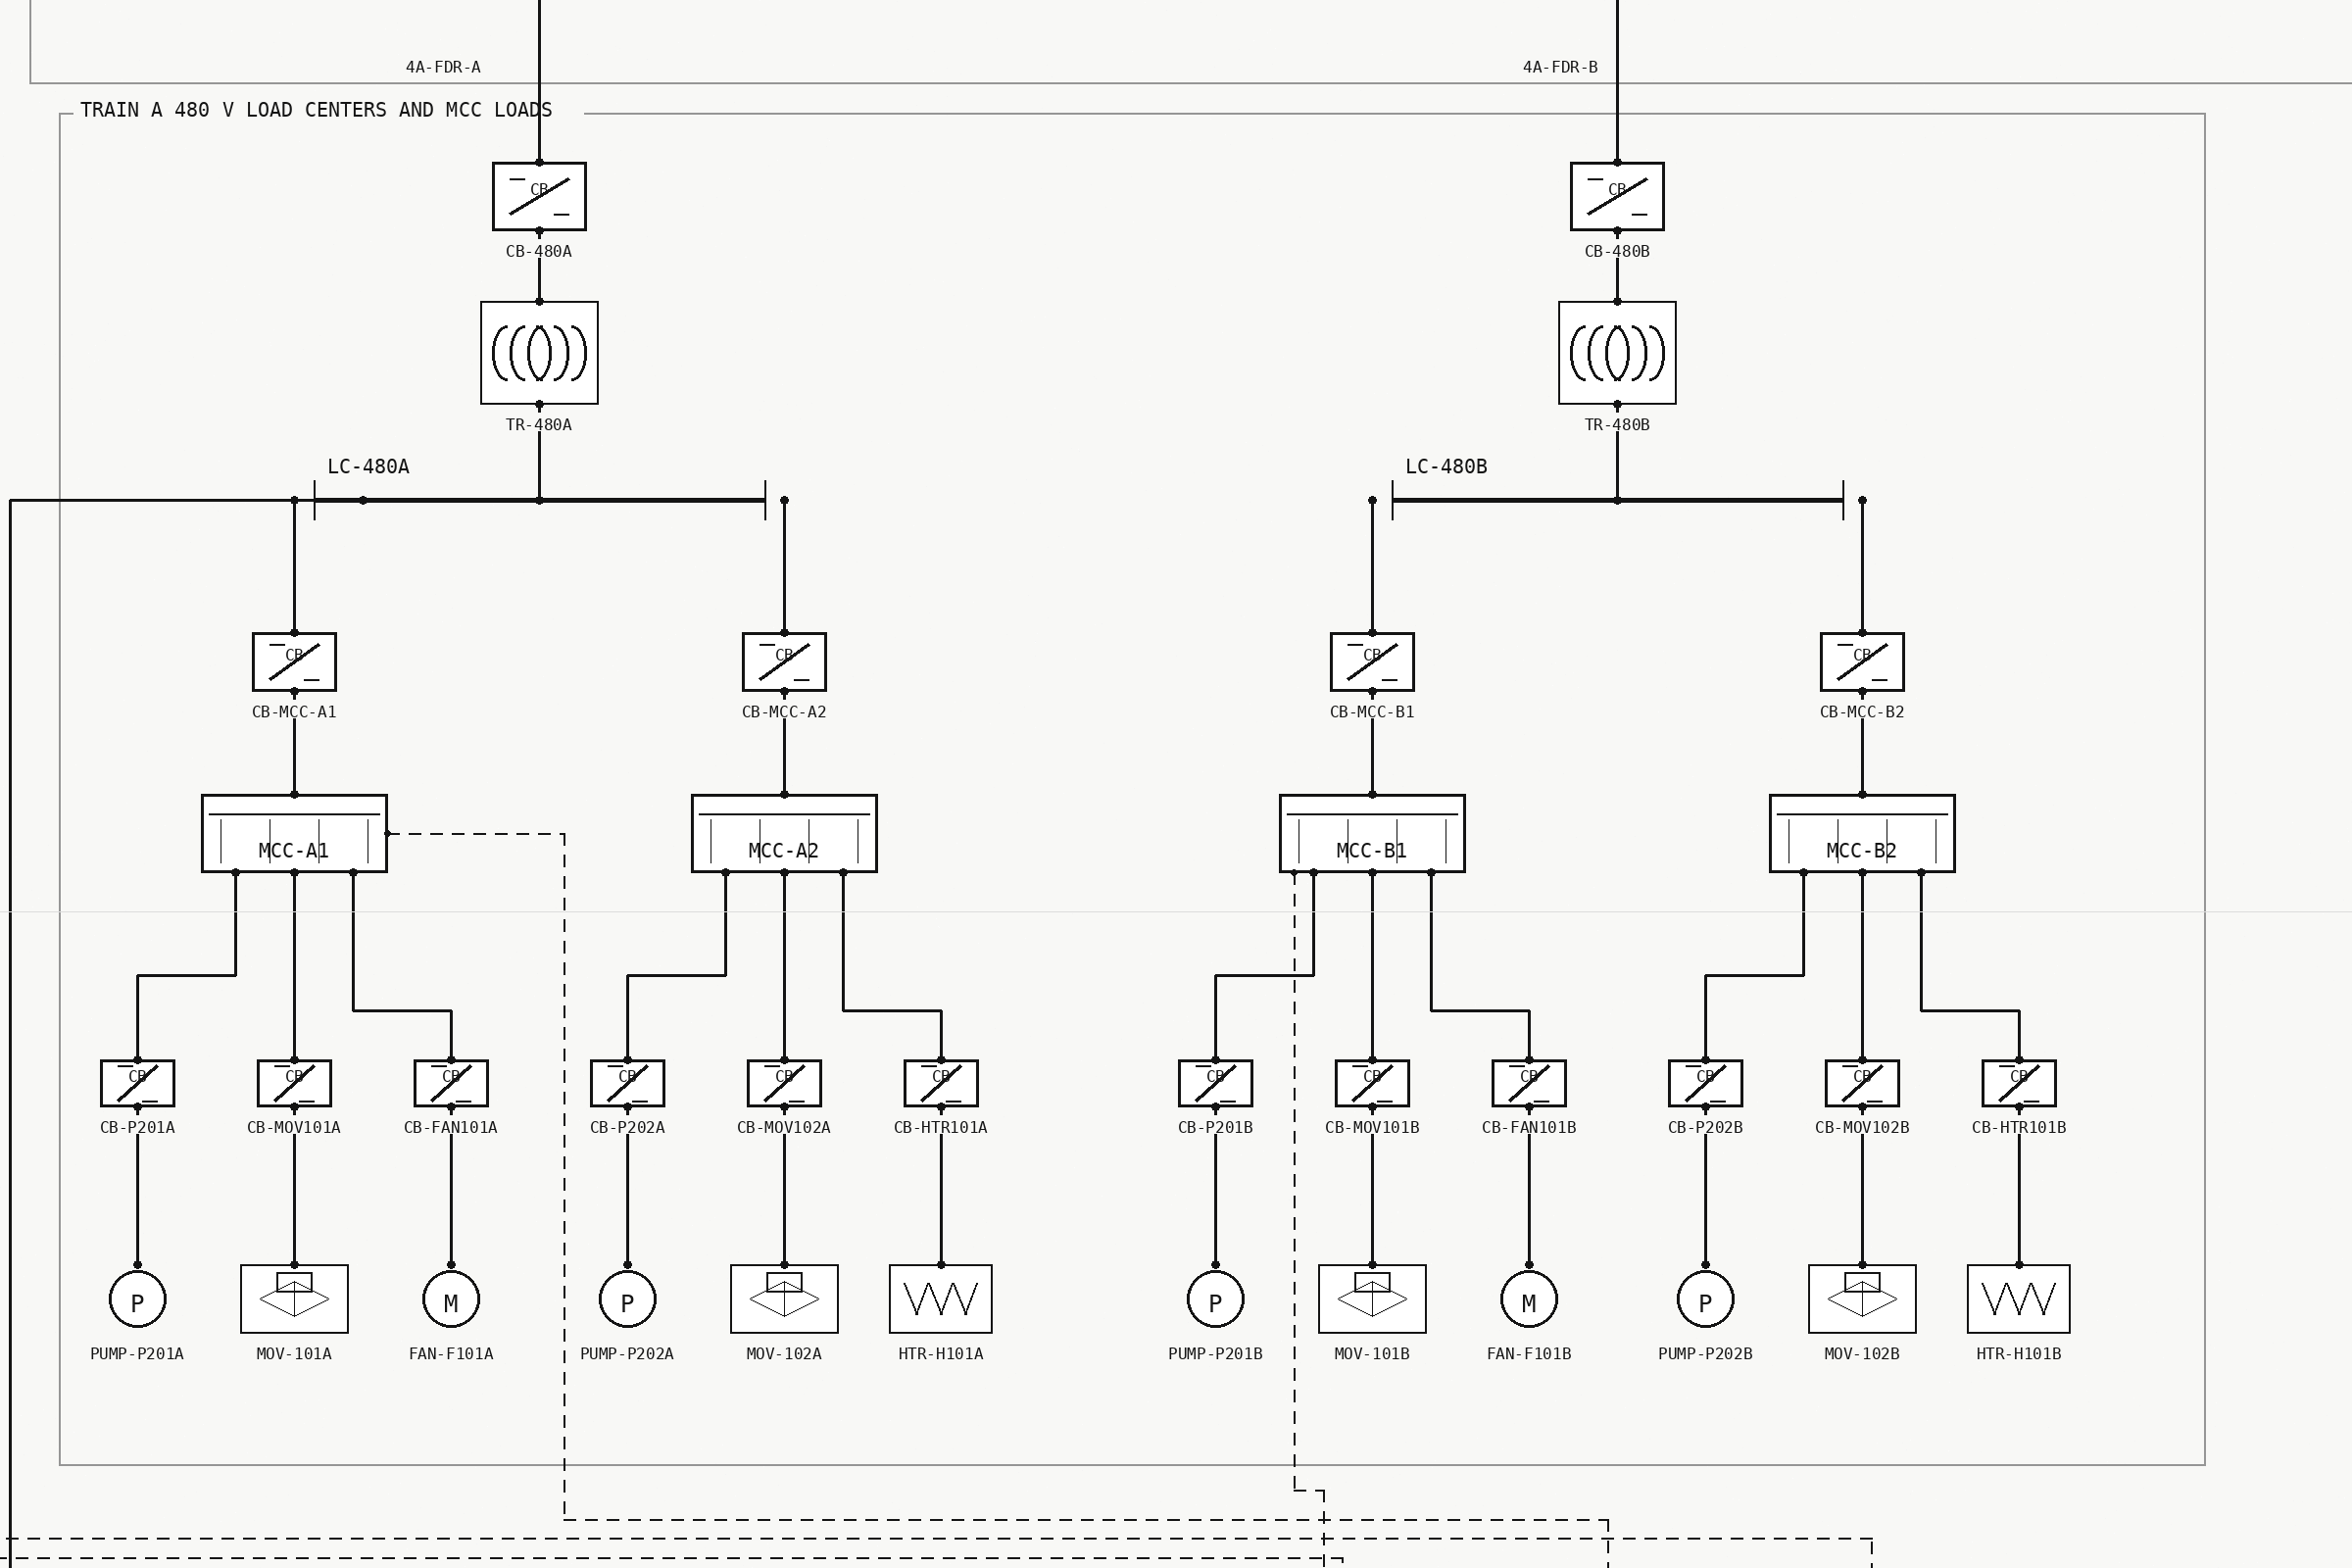 4A-FDR-A 4A-FDR-B
TRAIN A 480 V LOAD CENTERS AND MCC LOADS
CB CB
CB-480A CB-480B
TR-480A TR-480B
LC-480A LC-480B
CB CB CB CB
CB-MCC-A1 CB-MCC-A2 CB-MCC-B1 CB-MCC-B2
MCC-A1 MCC-A2 MCC-B1 MCC-B2
CB CB CB CB CB CB CB CB CB CB CB CB
CB-P201A CB-MOV101A CB-FAN101A CB-P202A CB-MOV102A CB-HTR101A CB-P201B CB-MOV101B CB-FAN101B CB-P202B CB-MOV102B CB-HTR101B
P M P P M P
PUMP-P201A MOV-101A FAN-F101A PUMP-P202A MOV-102A HTR-H101A PUMP-P201B MOV-101B FAN-F101B PUMP-P202B MOV-102B HTR-H101B